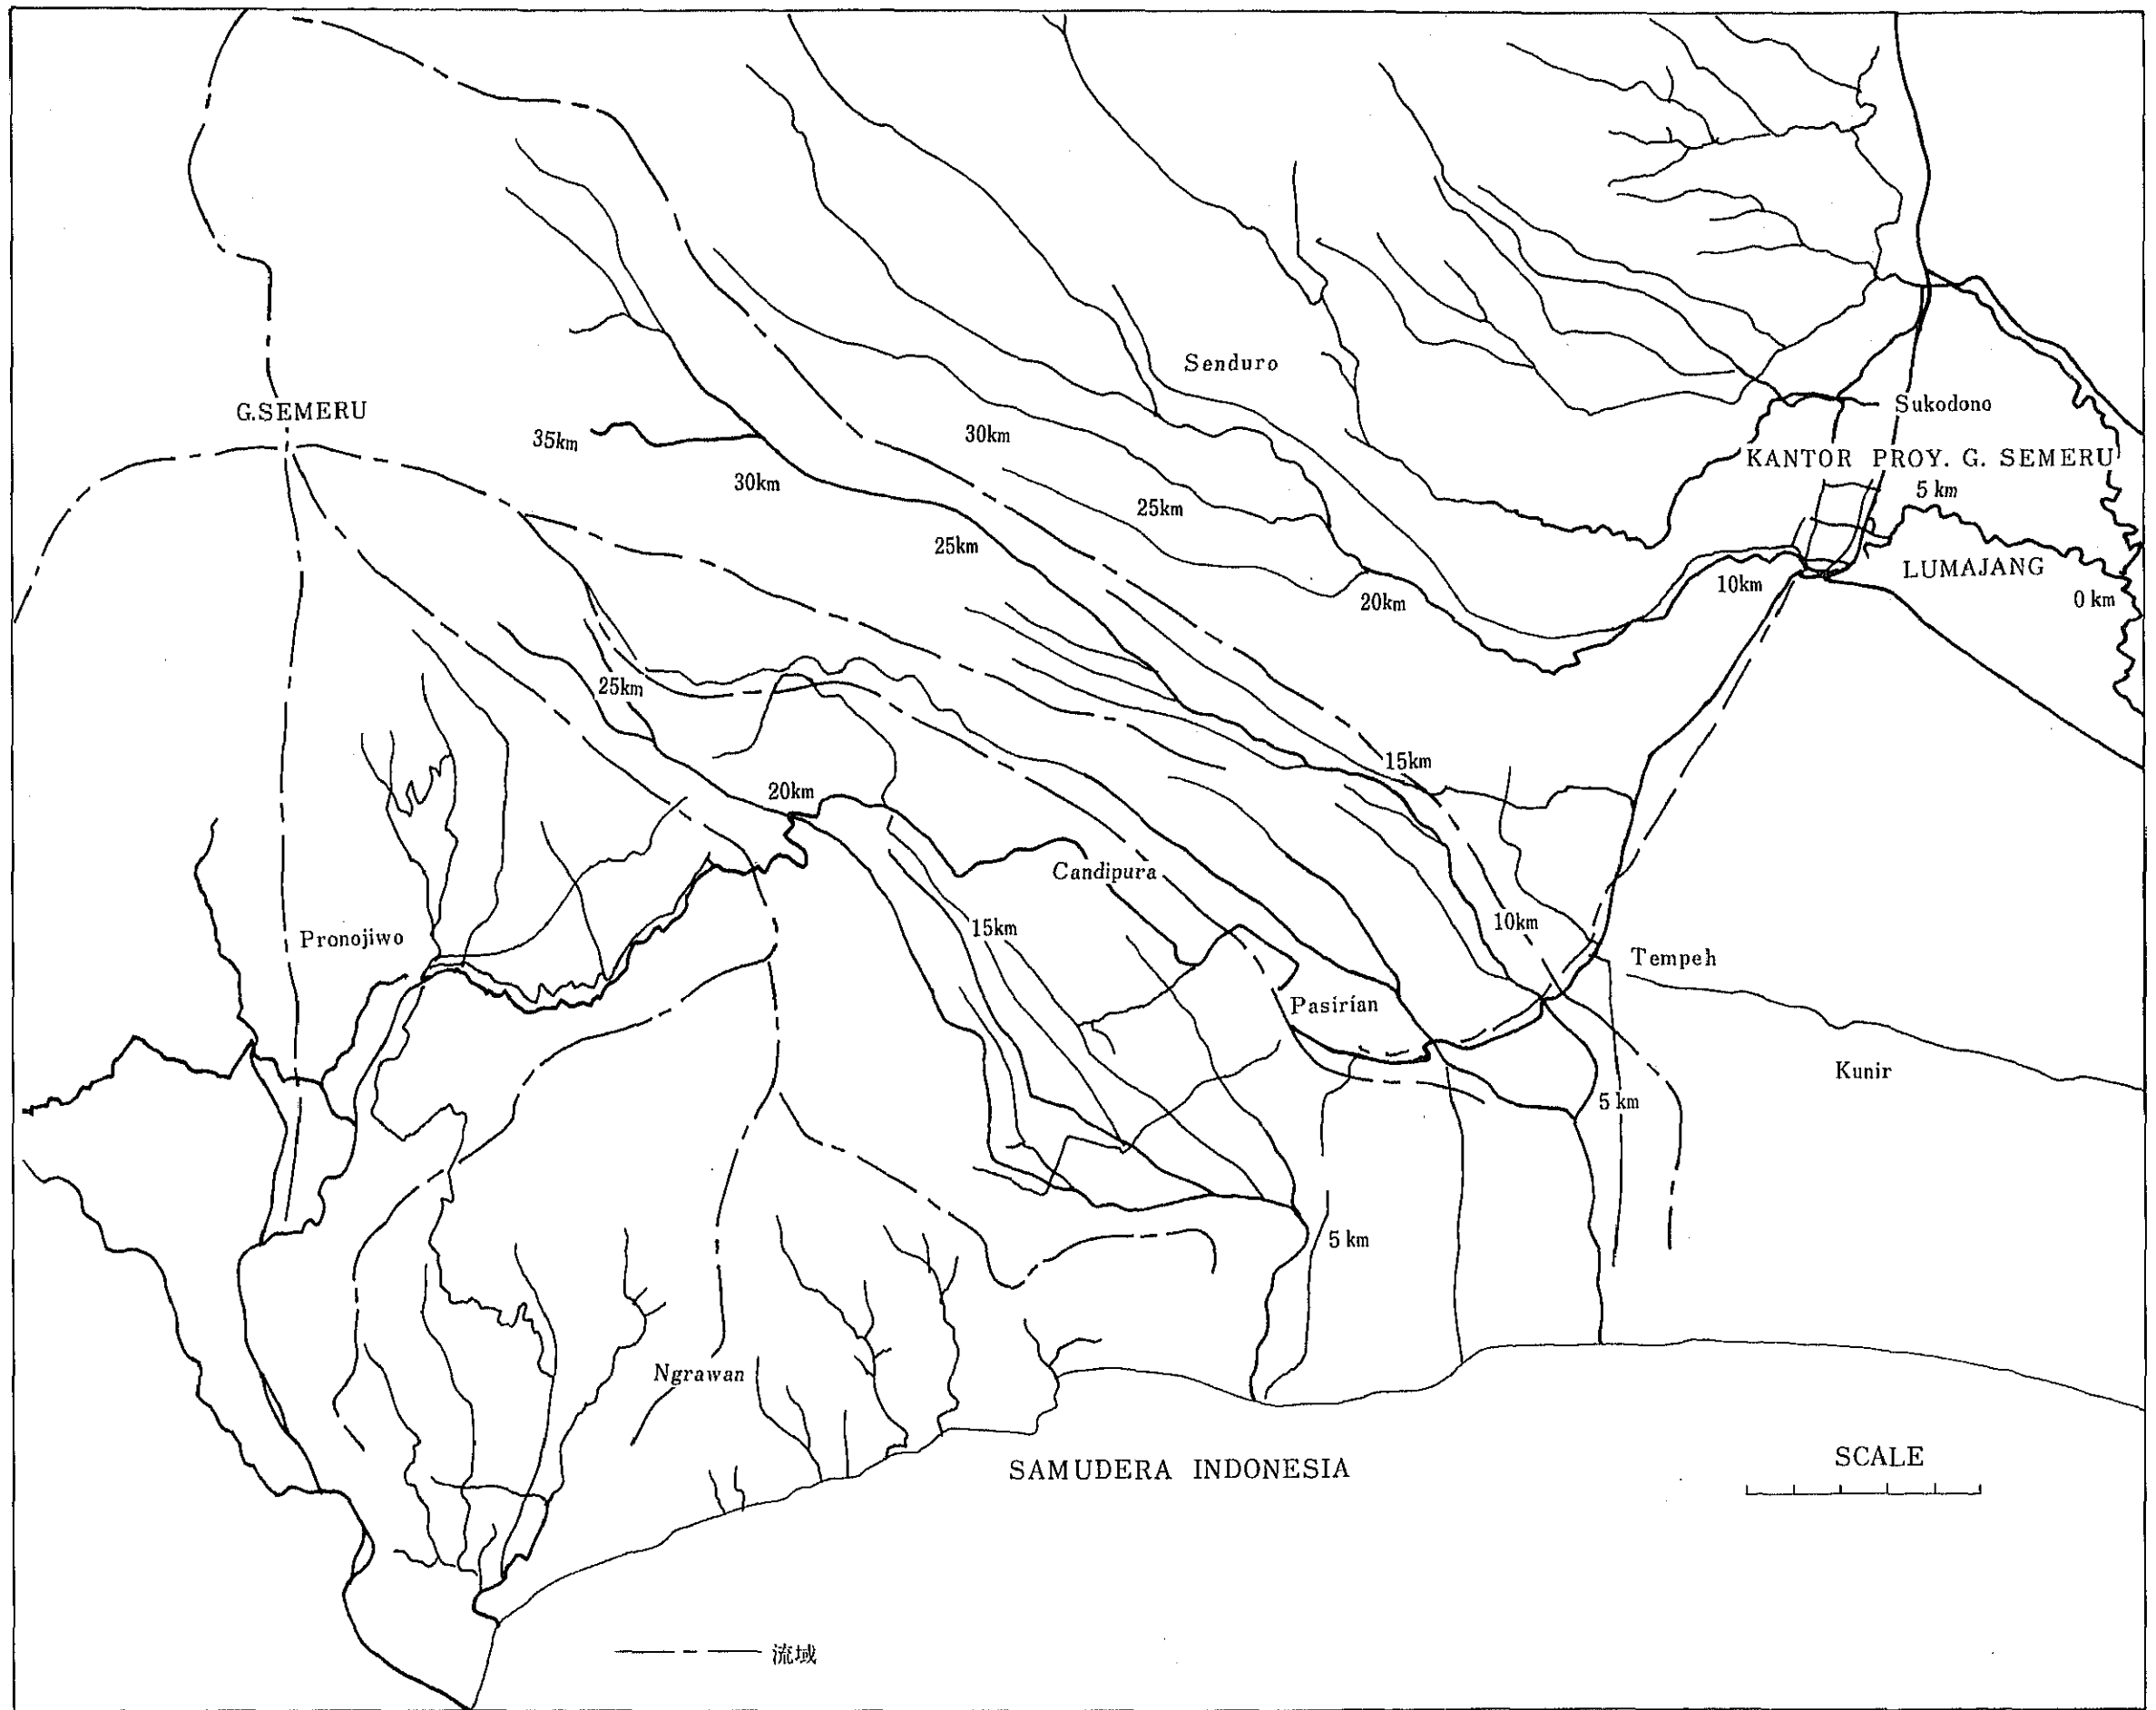 Senduro
G.SEMERU
Sukodono
30km
35km
KANTOR PROY. G. SEMERU
30km
5 km
25km
25km
LUMAJANG
10km
20km
0 km
25km
15km
20km
Candipura
10km
15km
Pronojiwo
Tempeh
Pasirian
Kunir
5 km
5 km
Ngrawan
SAMUDERA INDONESIA
SCALE
流域